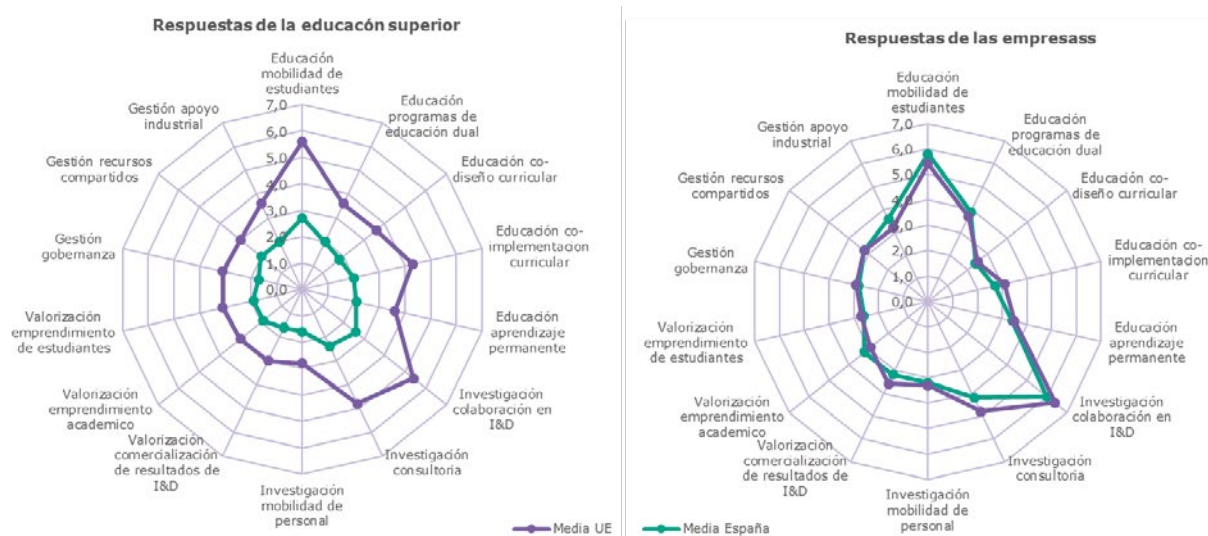 Respuestas de la educacón superior
Educación
mobilidad de
estudiantes
Educación
programas de
educación dual
Educación co-
diseño curricular
Educación co-
implementacion
curricular
Educación
aprendizaje
permanente
Investigación
colaboración en
I&D
Investigación
consultoria
Investigación
mobilidad de
personal
Valorización
comercialización
de resultados de
I&D
Valorización
emprendimiento
academico
Valorización
emprendimiento
de estudiantes
Gestión
gobernanza
Gestión recursos
compartidos
Gestión apoyo
industrial
7,0
6,0
5,0
4,0
3,0
2,0
1,0
0,0
Respuestas de las empresass
Educación
mobilidad de
estudiantes
Educación
programas de
educación dual
Educación co-
diseño curricular
Educación co-
implementacion
curricular
Educación
aprendizaje
permanente
Investigación
colaboración en
I&D
Investigación
consultoria
Investigación
mobilidad de
personal
Valorización
comercialización
de resultados de
I&D
Valorización
emprendimiento
academico
Valorización
emprendimiento
de estudiantes
Gestión
gobernanza
Gestión recursos
compartidos
Gestión apoyo
industrial
7,0
6,0
5,0
4,0
3,0
2,0
1,0
0,0
Media UE
Media España